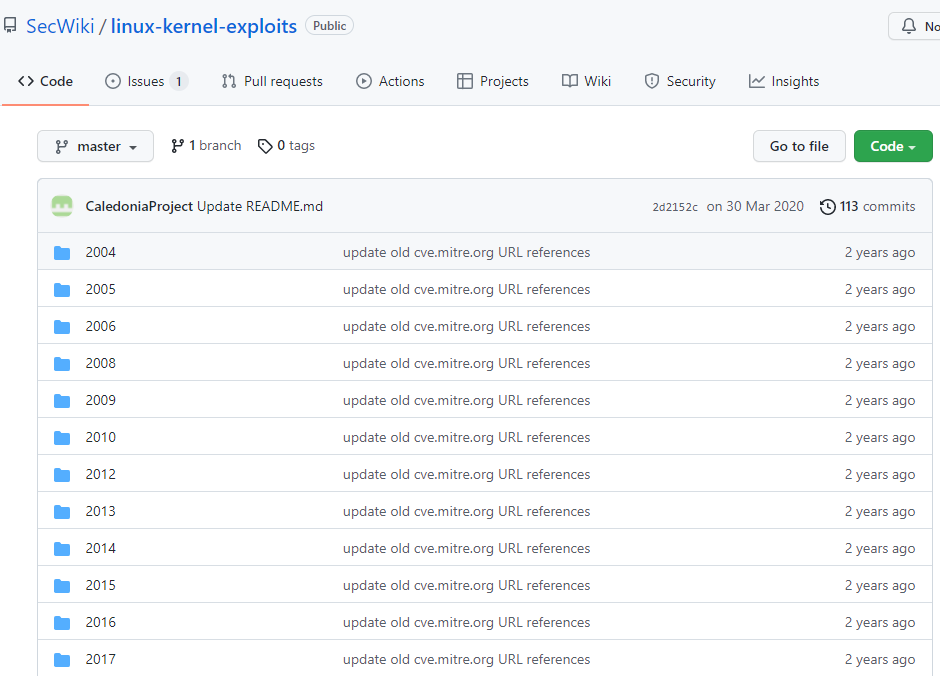 SecWiki / linux-kernel-exploits Public No
Code Issues 1 Pull requests Actions Projects Wiki Security Insights
master 1 branch 0 tags Go to file Code
CaledoniaProject Update README.md 2d2152c on 30 Mar 2020 113 commits
2004 update old cve.mitre.org URL references 2 years ago
2005 update old cve.mitre.org URL references 2 years ago
2006 update old cve.mitre.org URL references 2 years ago
2008 update old cve.mitre.org URL references 2 years ago
2009 update old cve.mitre.org URL references 2 years ago
2010 update old cve.mitre.org URL references 2 years ago
2012 update old cve.mitre.org URL references 2 years ago
2013 update old cve.mitre.org URL references 2 years ago
2014 update old cve.mitre.org URL references 2 years ago
2015 update old cve.mitre.org URL references 2 years ago
2016 update old cve.mitre.org URL references 2 years ago
2017 update old cve.mitre.org URL references 2 years ago